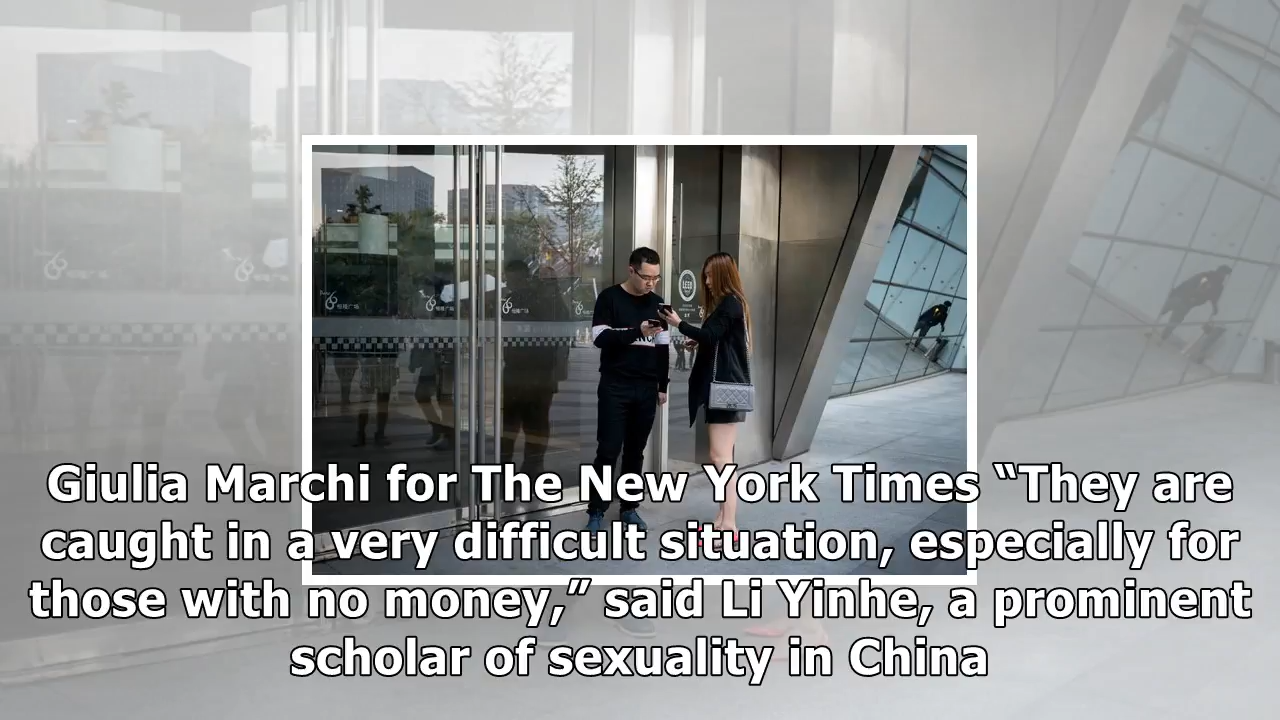 Giulia Marchi for The New York Times “They are
caught in a very difficult situation, especially for
those with no money,” said Li Yinhe, a prominent
scholar of sexuality in China